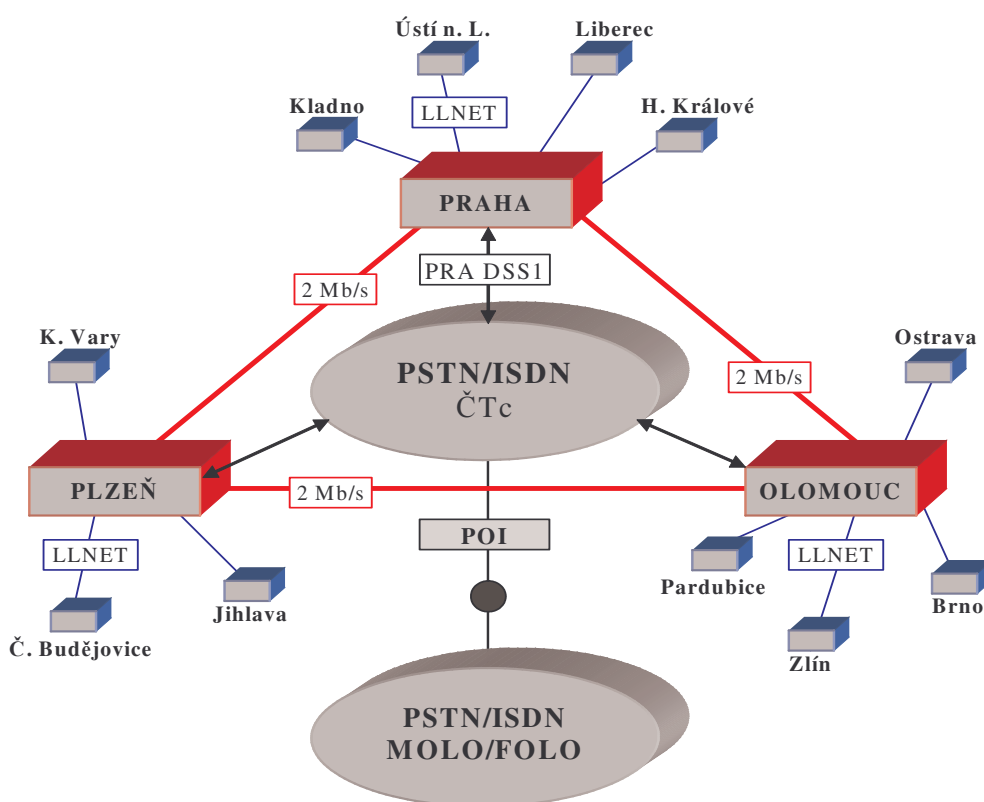 Ústí n. L.
Liberec
Kladno
LLNET
H. Králové
PRAHA
PRA DSS1
2 Mb/s
K. Vary
Ostrava
PSTN/ISDN
ČTc
2 Mb/s
PLZEŇ
2 Mb/s
OLOMOUC
POI
LLNET
LLNET
Pardubice
Jihlava
Brno
Č. Budějovice
Zlín
PSTN/ISDN
MOLO/FOLO